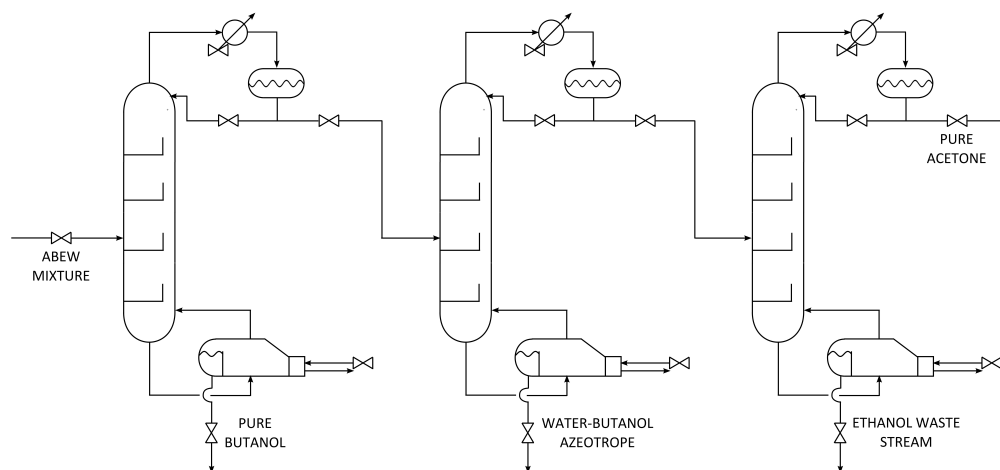 PURE
ACETONE
ABEW
MIXTURE
PURE
BUTANOL
WATER-BUTANOL
AZEOTROPE
ETHANOL WASTE
STREAM